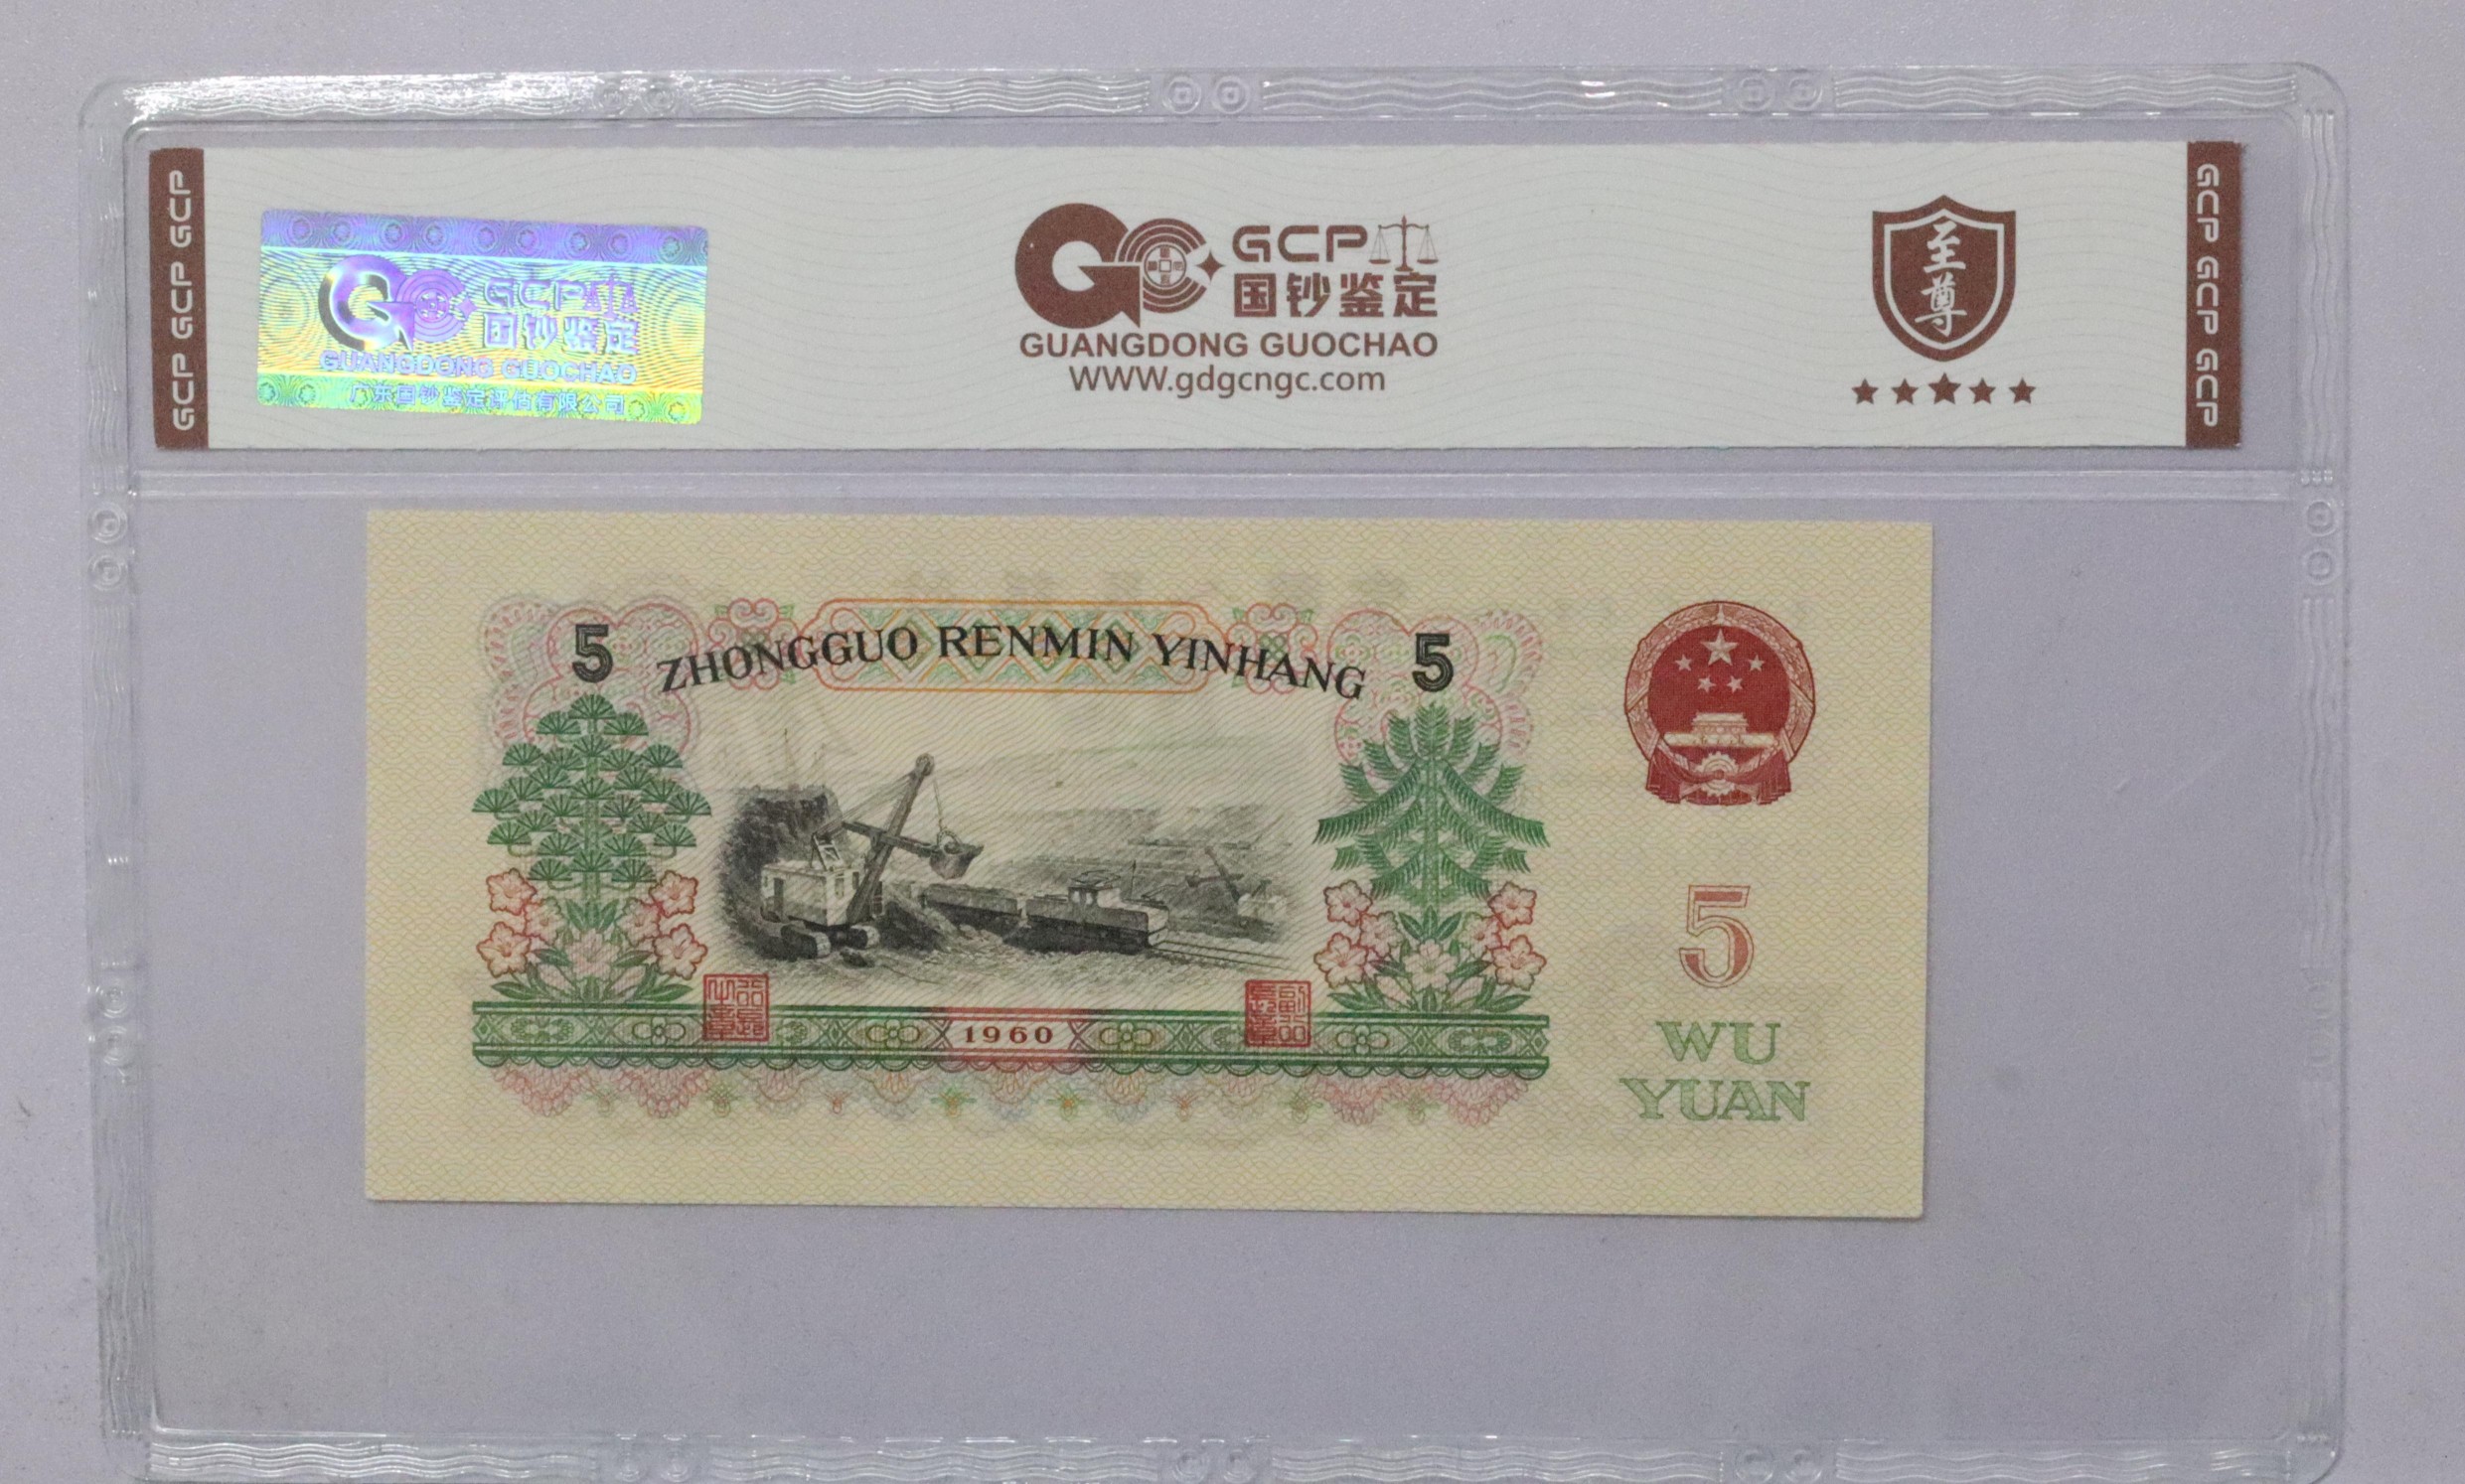 GCP GCP GCP
GCP
国钞鉴定
GUANGDONG GUOCHAO
广东国钞鉴定评估有限公司
GCP
国钞鉴定
GUANGDONG GUOCHAO
WWW.gdgcngc.com
至尊
GCP GCP GCP
5 ZHONGGUO RENMIN YINHANG 5
1960
5
WU
YUAN